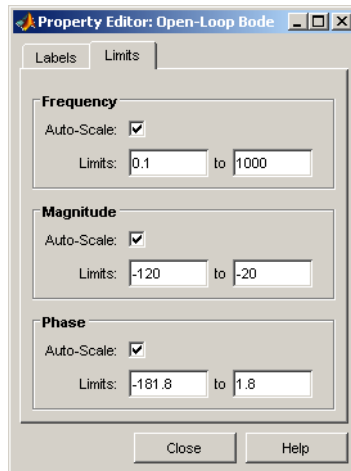 Property Editor: Open-Loop Bode
Labels Limits
Frequency
Auto-Scale:
Limits: 0.1 to 1000
Magnitude
Auto-Scale:
Limits: -120 to -20
Phase
Auto-Scale:
Limits: -181.8 to 1.8
Close Help